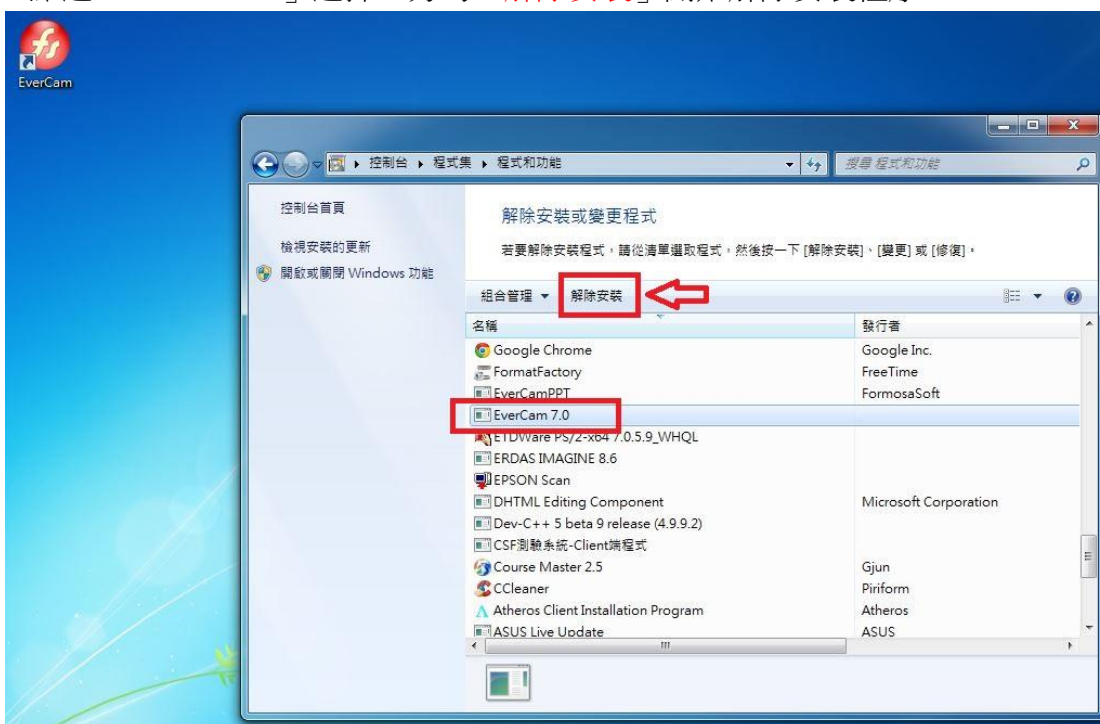 EverCam
控制台 ▸ 程式集 ▸ 程式和功能
搜尋 程式和功能
控制台首頁
檢視安裝的更新
開啟或關閉 Windows 功能
解除安裝或變更程式
若要解除安裝程式，請從清單選取程式，然後按一下 [解除安裝]、[變更] 或 [修復]。
組合管理 ▼ 解除安裝
名稱 發行者
Google Chrome Google Inc.
FormatFactory FreeTime
EverCamPPT FormosaSoft
EverCam 7.0
ETDWare PS/2-x64 7.0.5.9_WHQL
ERDAS IMAGINE 8.6
EPSON Scan
DHTML Editing Component Microsoft Corporation
Dev-C++ 5 beta 9 release (4.9.9.2)
CSF測驗系統-Client端程式
Course Master 2.5 Gjun
CCleaner Piriform
Atheros Client Installation Program Atheros
ASUS Live Update ASUS